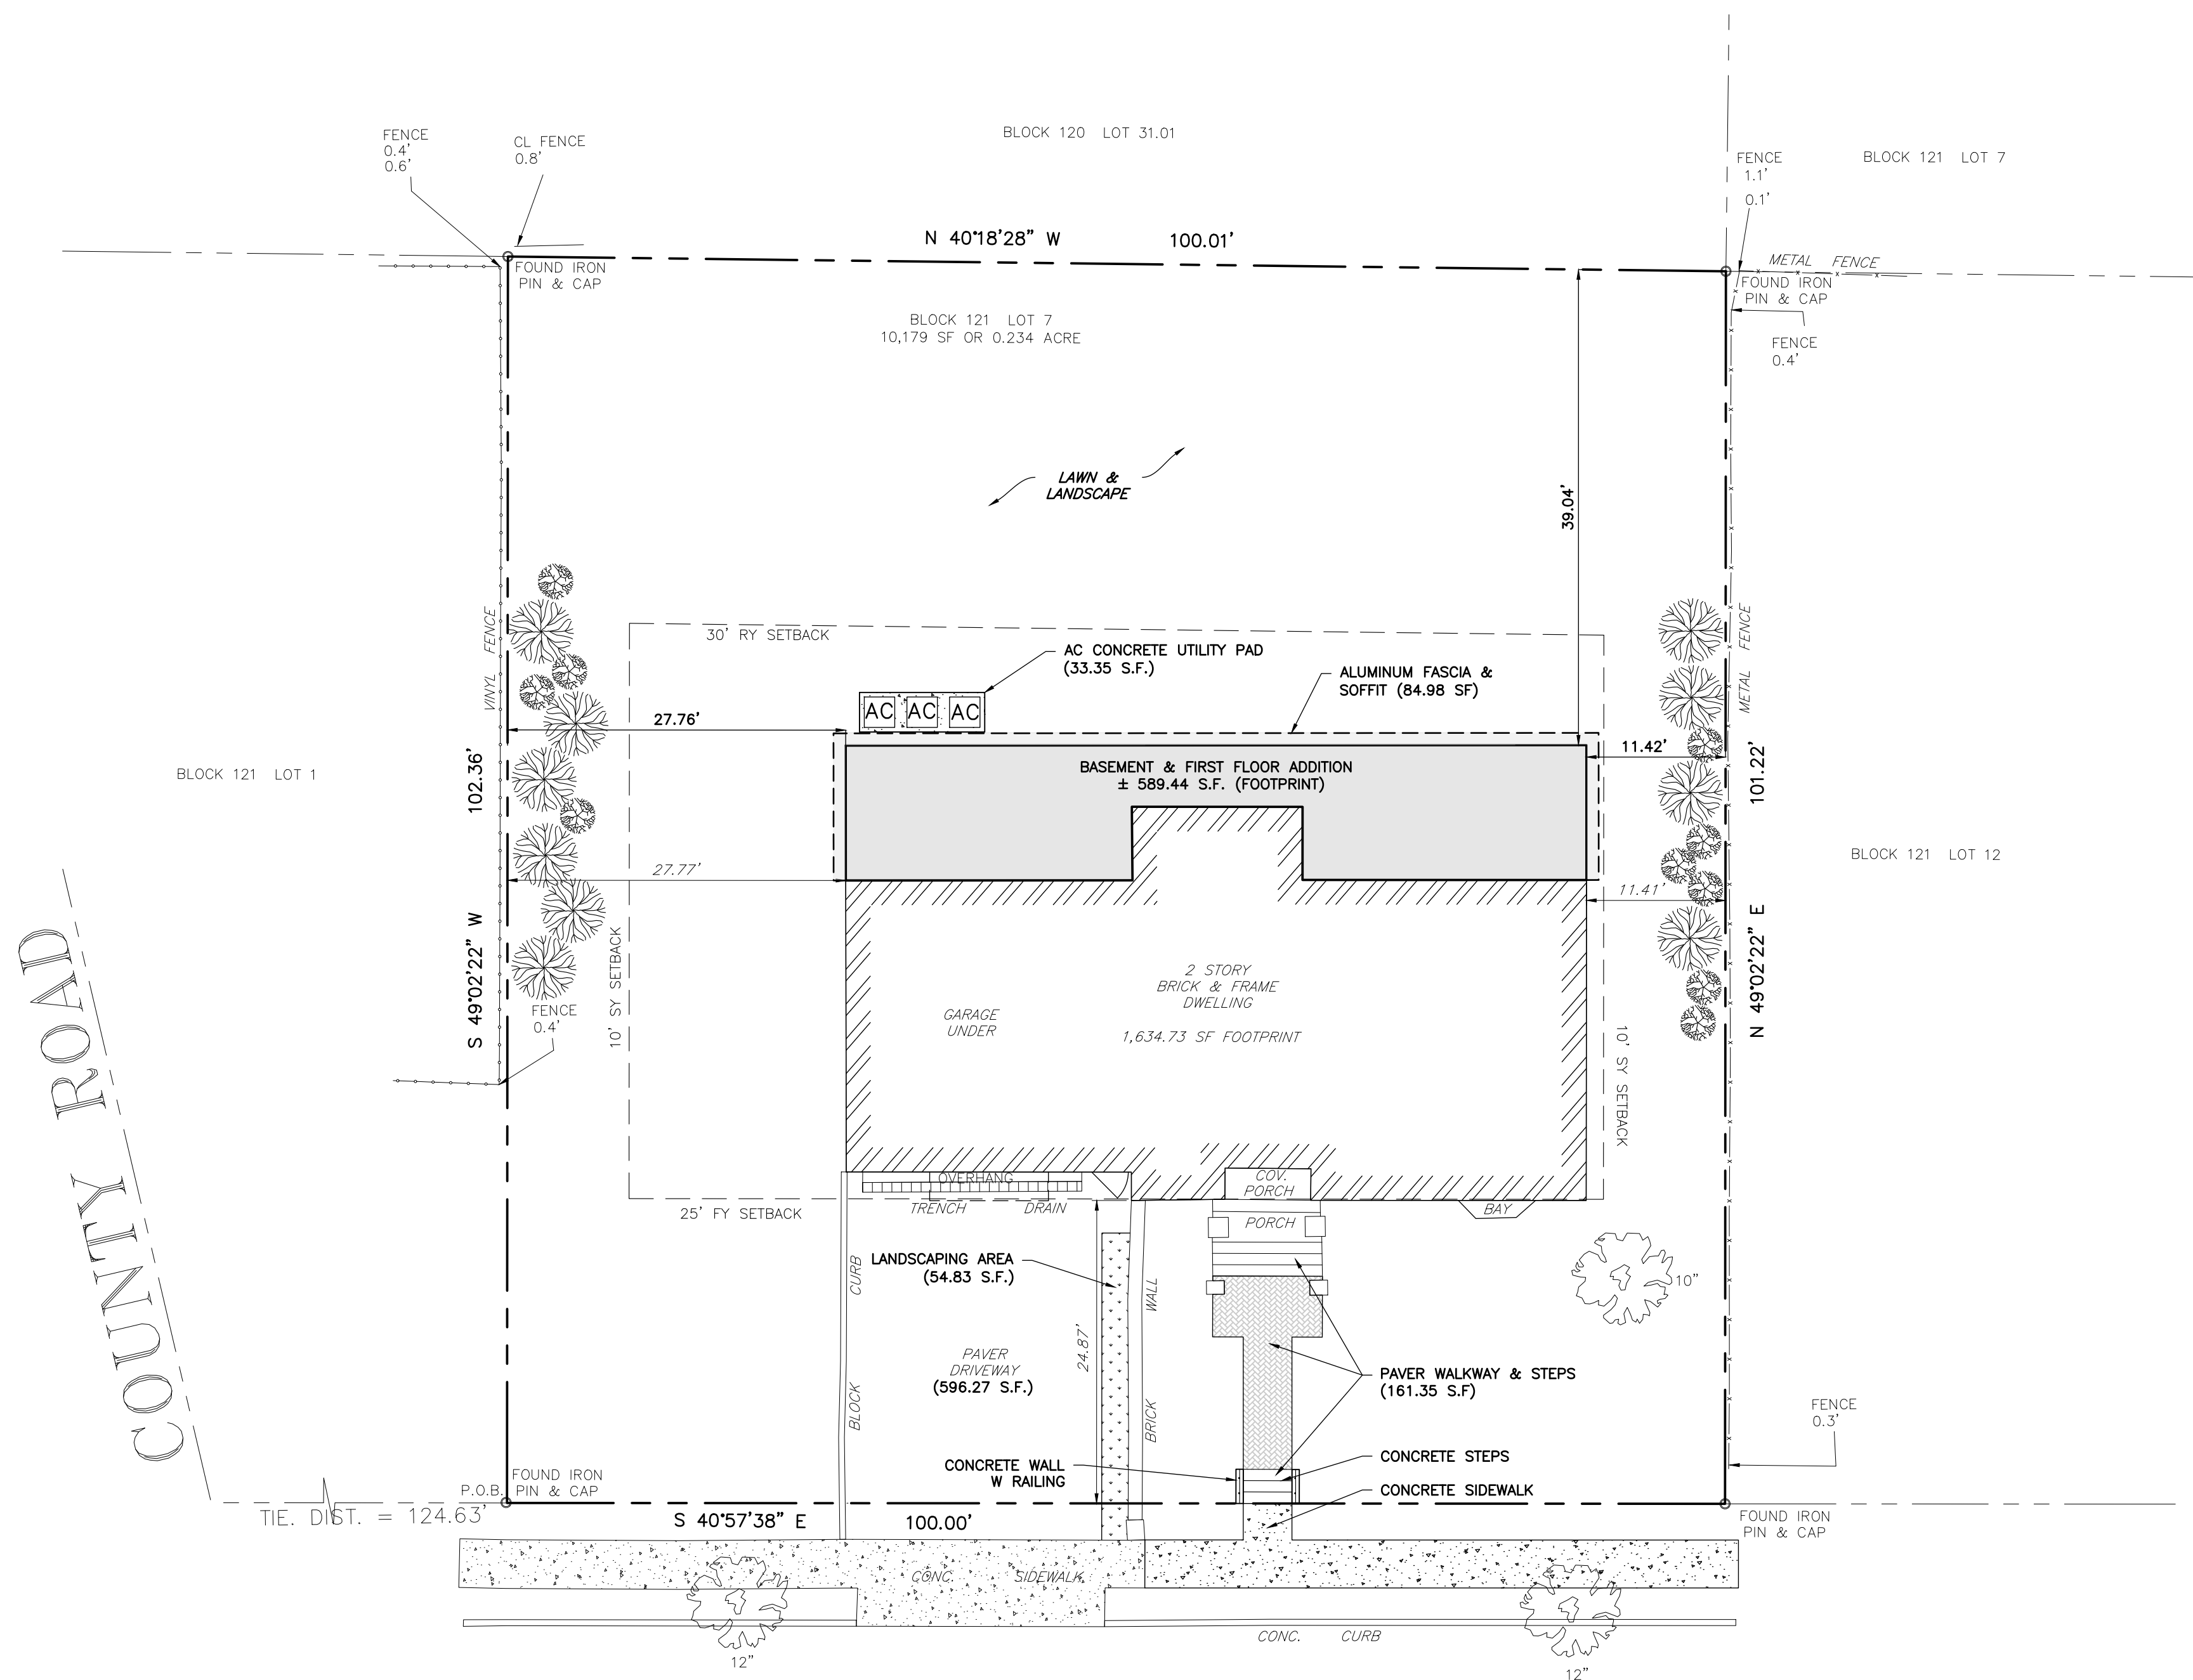 BLOCK 120 LOT 31.01
FENCE
0.4'
0.6'
CL FENCE
0.8'
FENCE
1.1'
0.1'
BLOCK 121 LOT 7
N 40°18'28" W 100.01'
FOUND IRON
PIN & CAP
METAL FENCE
FOUND IRON
PIN & CAP
BLOCK 121 LOT 7
10,179 SF OR 0.234 ACRE
FENCE
0.4'
LAWN &
LANDSCAPE
39.04'
VINYL FENCE
METAL FENCE
30' RY SETBACK
AC CONCRETE UTILITY PAD
(33.35 S.F.)
ALUMINUM FASCIA &
SOFFIT (84.98 SF)
AC AC AC
27.76'
11.42'
BASEMENT & FIRST FLOOR ADDITION
± 589.44 S.F. (FOOTPRINT)
BLOCK 121 LOT 1
S 49°02'22" W 102.36'
N 49°02'22" E 101.22'
BLOCK 121 LOT 12
27.77'
11.41'
10' SY SETBACK
10' SY SETBACK
2 STORY
BRICK & FRAME
DWELLING
1,634.73 SF FOOTPRINT
GARAGE
UNDER
FENCE
0.4'
COUNTY ROAD
OVERHANG
COV.
PORCH
25' FY SETBACK
TRENCH DRAIN
PORCH
BAY
LANDSCAPING AREA
(54.83 S.F.)
BLOCK CURB
BRICK WALL
24.87'
10"
PAVER
DRIVEWAY
(596.27 S.F.)
PAVER WALKWAY & STEPS
(161.35 S.F)
FENCE
0.3'
CONCRETE WALL
W RAILING
CONCRETE STEPS
CONCRETE SIDEWALK
P.O.B.
FOUND IRON
PIN & CAP
TIE. DIST. = 124.63'
S 40°57'38" E 100.00'
FOUND IRON
PIN & CAP
CONC. SIDEWALK
CONC. CURB
12"
12"